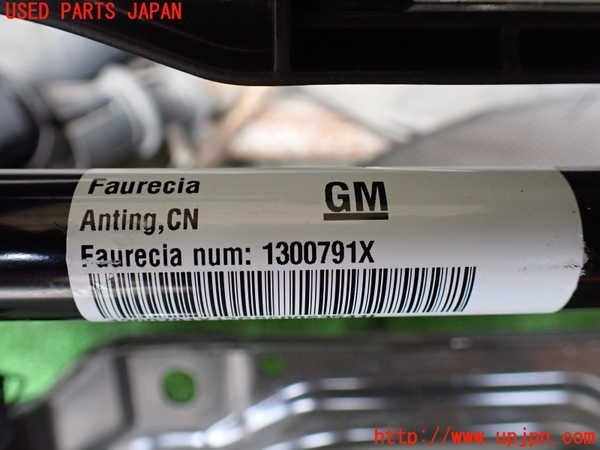 USED PARTS JAPAN
Faurecia
GM
Anting,CN
Faurecia num: 1300791X
http://www.upjpn.com